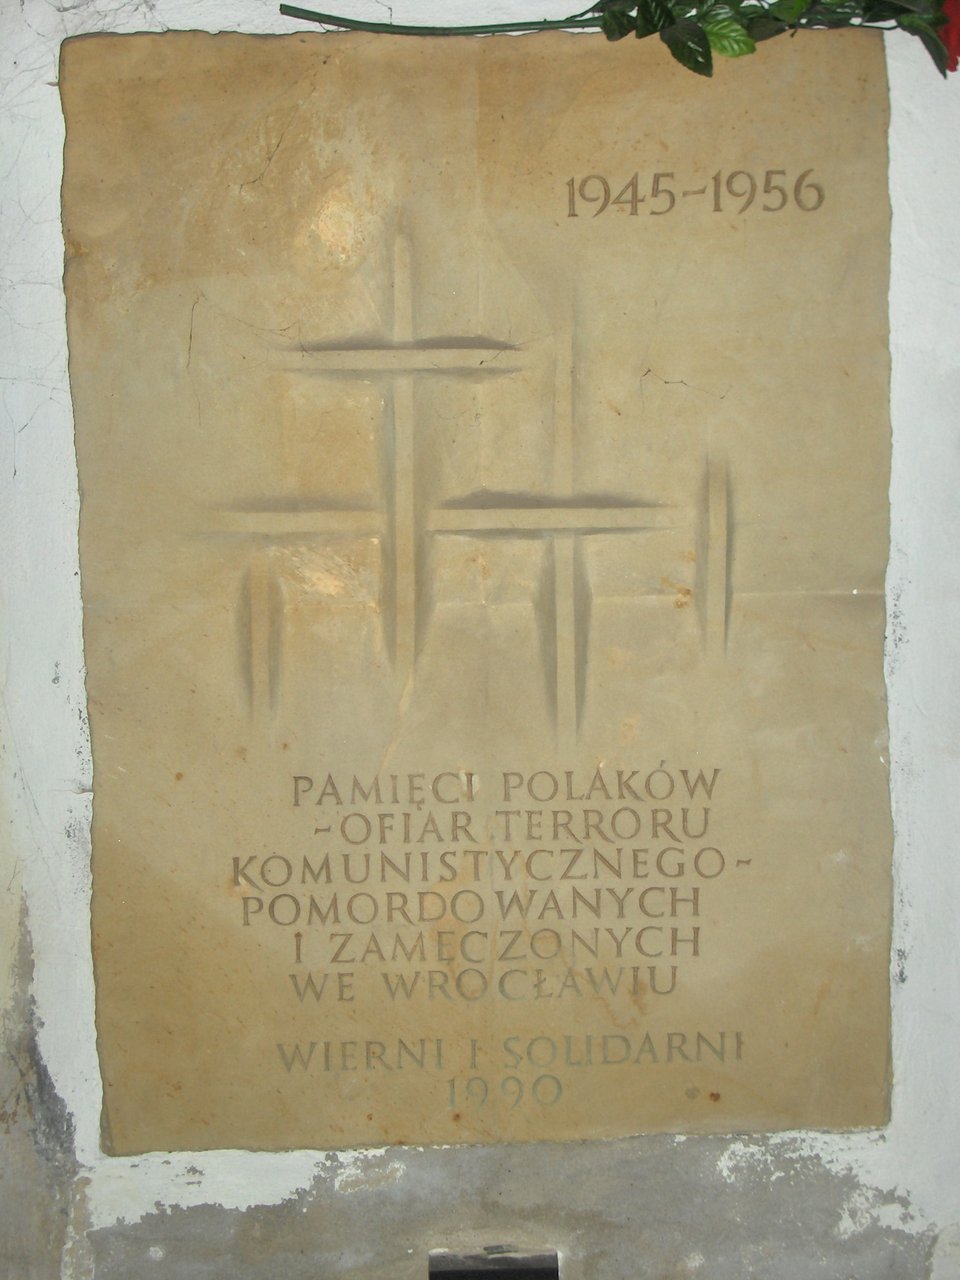 1945-1956
PAMIĘCI POLAKÓW
-OFIAR TERRORU
KOMUNISTYCZNEGO-
POMORDOWANYCH
I ZAMĘCZONYCH
WE WROCŁAWIU
WIERNI I SOLIDARNI
1990